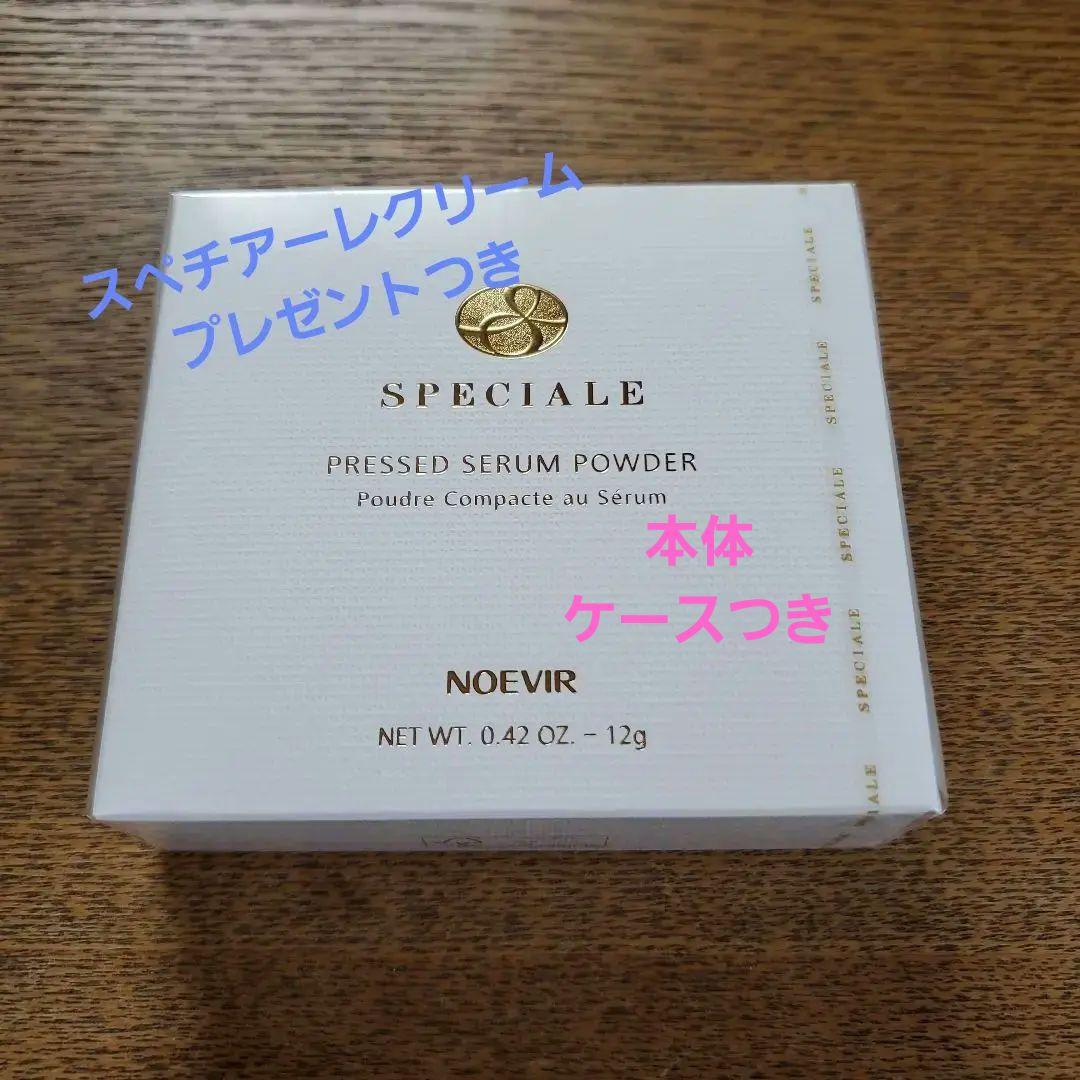 スペチアーレクリーム
プレゼントつき
SPECIALE
PRESSED SERUM POWDER
Poudre Compacte au Sérum
本体
ケースつき
NOEVIR
NET WT. 0.42 OZ. − 12g
SPECIALE
SPECIALE
SPECIALE
SPECIALE
IALE